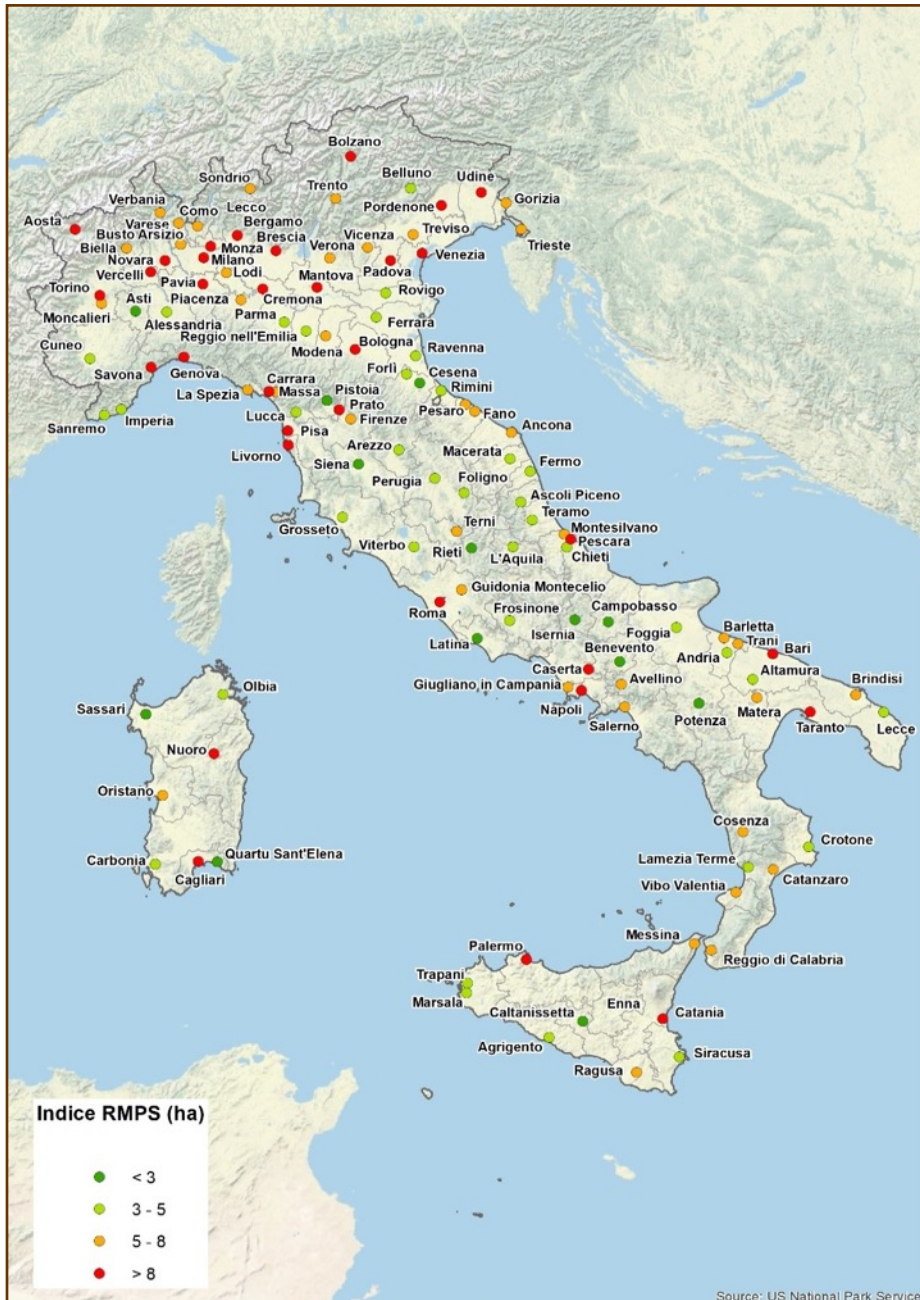 Bolzano
Sondrio
Belluno
Udine
Trento
Verbania
Lecco
Gorizia
Como
Pordenone
Aosta
Varese
Bergamo
Treviso
Busto Arsizio
Brescia
Vicenza
Trieste
Biella
Monza
Verona
Venezia
Novara
Milano
Vercelli
Lodi
Mantova
Padova
Torino
Pavia
Asti
Piacenza
Cremona
Rovigo
Moncalieri
Parma
Alessandria
Ferrara
Reggio nell'Emilia
Bologna
Cuneo
Modena
Ravenna
Savona
Genova
Forlì
Cesena
Carrara
La Spezia
Massa
Pistoia
Rimini
Prato
Pesaro
Fano
Lucca
Firenze
Sanremo
Imperia
Pisa
Ancona
Arezzo
Macerata
Livorno
Siena
Fermo
Perugia
Foligno
Ascoli Piceno
Grosseto
Terni
Teramo
Montesilvano
Viterbo
Rieti
Pescara
L'Aquila
Chieti
Guidonia Montecelio
Roma
Frosinone
Campobasso
Isernia
Foggia
Barletta
Latina
Trani
Benevento
Bari
Andria
Caserta
Altamura
Avellino
Giugliano in Campania
Brindisi
Olbia
Napoli
Matera
Sassari
Salerno
Potenza
Taranto
Lecce
Nuoro
Oristano
Cosenza
Crotone
Quartu Sant'Elena
Carbonia
Lamezia Terme
Cagliari
Catanzaro
Vibo Valentia
Messina
Palermo
Reggio di Calabria
Trapani
Marsala
Enna
Caltanissetta
Catania
Agrigento
Siracusa
Ragusa
Indice RMPS (ha)
< 3
3 - 5
5 - 8
> 8
Source: US National Park Service